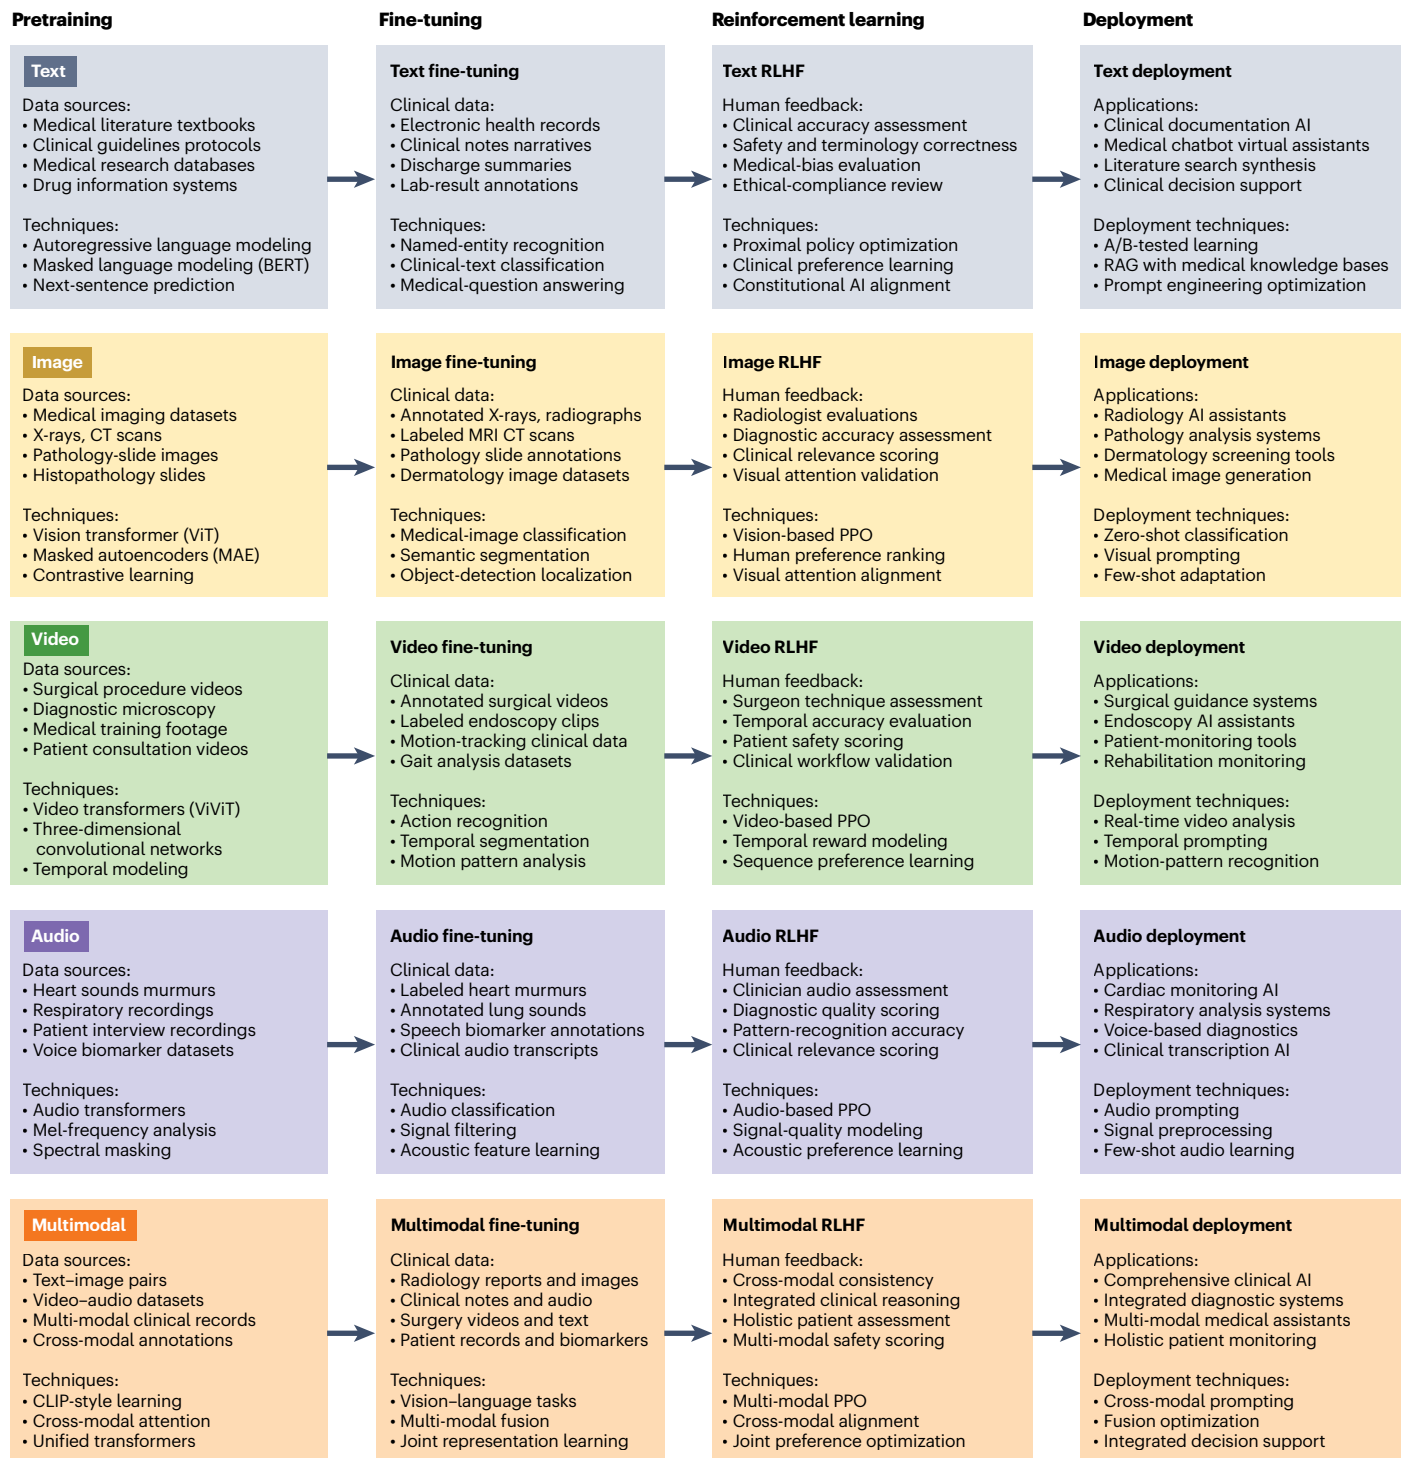 Pretraining
Fine-tuning
Reinforcement learning
Deployment
Text
Data sources:
• Medical literature textbooks
• Clinical guidelines protocols
• Medical research databases
• Drug information systems
Techniques:
• Autoregressive language modeling
• Masked language modeling (BERT)
• Next-sentence prediction
Text fine-tuning
Clinical data:
• Electronic health records
• Clinical notes narratives
• Discharge summaries
• Lab-result annotations
Techniques:
• Named-entity recognition
• Clinical-text classification
• Medical-question answering
Text RLHF
Human feedback:
• Clinical accuracy assessment
• Safety and terminology correctness
• Medical-bias evaluation
• Ethical-compliance review
Techniques:
• Proximal policy optimization
• Clinical preference learning
• Constitutional AI alignment
Text deployment
Applications:
• Clinical documentation AI
• Medical chatbot virtual assistants
• Literature search synthesis
• Clinical decision support
Deployment techniques:
• A/B-tested learning
• RAG with medical knowledge bases
• Prompt engineering optimization
Image
Data sources:
• Medical imaging datasets
• X-rays, CT scans
• Pathology-slide images
• Histopathology slides
Techniques:
• Vision transformer (ViT)
• Masked autoencoders (MAE)
• Contrastive learning
Image fine-tuning
Clinical data:
• Annotated X-rays, radiographs
• Labeled MRI CT scans
• Pathology slide annotations
• Dermatology image datasets
Techniques:
• Medical-image classification
• Semantic segmentation
• Object-detection localization
Image RLHF
Human feedback:
• Radiologist evaluations
• Diagnostic accuracy assessment
• Clinical relevance scoring
• Visual attention validation
Techniques:
• Vision-based PPO
• Human preference ranking
• Visual attention alignment
Image deployment
Applications:
• Radiology AI assistants
• Pathology analysis systems
• Dermatology screening tools
• Medical image generation
Deployment techniques:
• Zero-shot classification
• Visual prompting
• Few-shot adaptation
Video
Data sources:
• Surgical procedure videos
• Diagnostic microscopy
• Medical training footage
• Patient consultation videos
Techniques:
• Video transformers (ViViT)
• Three-dimensional
convolutional networks
• Temporal modeling
Video fine-tuning
Clinical data:
• Annotated surgical videos
• Labeled endoscopy clips
• Motion-tracking clinical data
• Gait analysis datasets
Techniques:
• Action recognition
• Temporal segmentation
• Motion pattern analysis
Video RLHF
Human feedback:
• Surgeon technique assessment
• Temporal accuracy evaluation
• Patient safety scoring
• Clinical workflow validation
Techniques:
• Video-based PPO
• Temporal reward modeling
• Sequence preference learning
Video deployment
Applications:
• Surgical guidance systems
• Endoscopy AI assistants
• Patient-monitoring tools
• Rehabilitation monitoring
Deployment techniques:
• Real-time video analysis
• Temporal prompting
• Motion-pattern recognition
Audio
Data sources:
• Heart sounds murmurs
• Respiratory recordings
• Patient interview recordings
• Voice biomarker datasets
Techniques:
• Audio transformers
• Mel-frequency analysis
• Spectral masking
Audio fine-tuning
Clinical data:
• Labeled heart murmurs
• Annotated lung sounds
• Speech biomarker annotations
• Clinical audio transcripts
Techniques:
• Audio classification
• Signal filtering
• Acoustic feature learning
Audio RLHF
Human feedback:
• Clinician audio assessment
• Diagnostic quality scoring
• Pattern-recognition accuracy
• Clinical relevance scoring
Techniques:
• Audio-based PPO
• Signal-quality modeling
• Acoustic preference learning
Audio deployment
Applications:
• Cardiac monitoring AI
• Respiratory analysis systems
• Voice-based diagnostics
• Clinical transcription AI
Deployment techniques:
• Audio prompting
• Signal preprocessing
• Few-shot audio learning
Multimodal
Data sources:
• Text–image pairs
• Video–audio datasets
• Multi-modal clinical records
• Cross-modal annotations
Techniques:
• CLIP-style learning
• Cross-modal attention
• Unified transformers
Multimodal fine-tuning
Clinical data:
• Radiology reports and images
• Clinical notes and audio
• Surgery videos and text
• Patient records and biomarkers
Techniques:
• Vision–language tasks
• Multi-modal fusion
• Joint representation learning
Multimodal RLHF
Human feedback:
• Cross-modal consistency
• Integrated clinical reasoning
• Holistic patient assessment
• Multi-modal safety scoring
Techniques:
• Multi-modal PPO
• Cross-modal alignment
• Joint preference optimization
Multimodal deployment
Applications:
• Comprehensive clinical AI
• Integrated diagnostic systems
• Multi-modal medical assistants
• Holistic patient monitoring
Deployment techniques:
• Cross-modal prompting
• Fusion optimization
• Integrated decision support